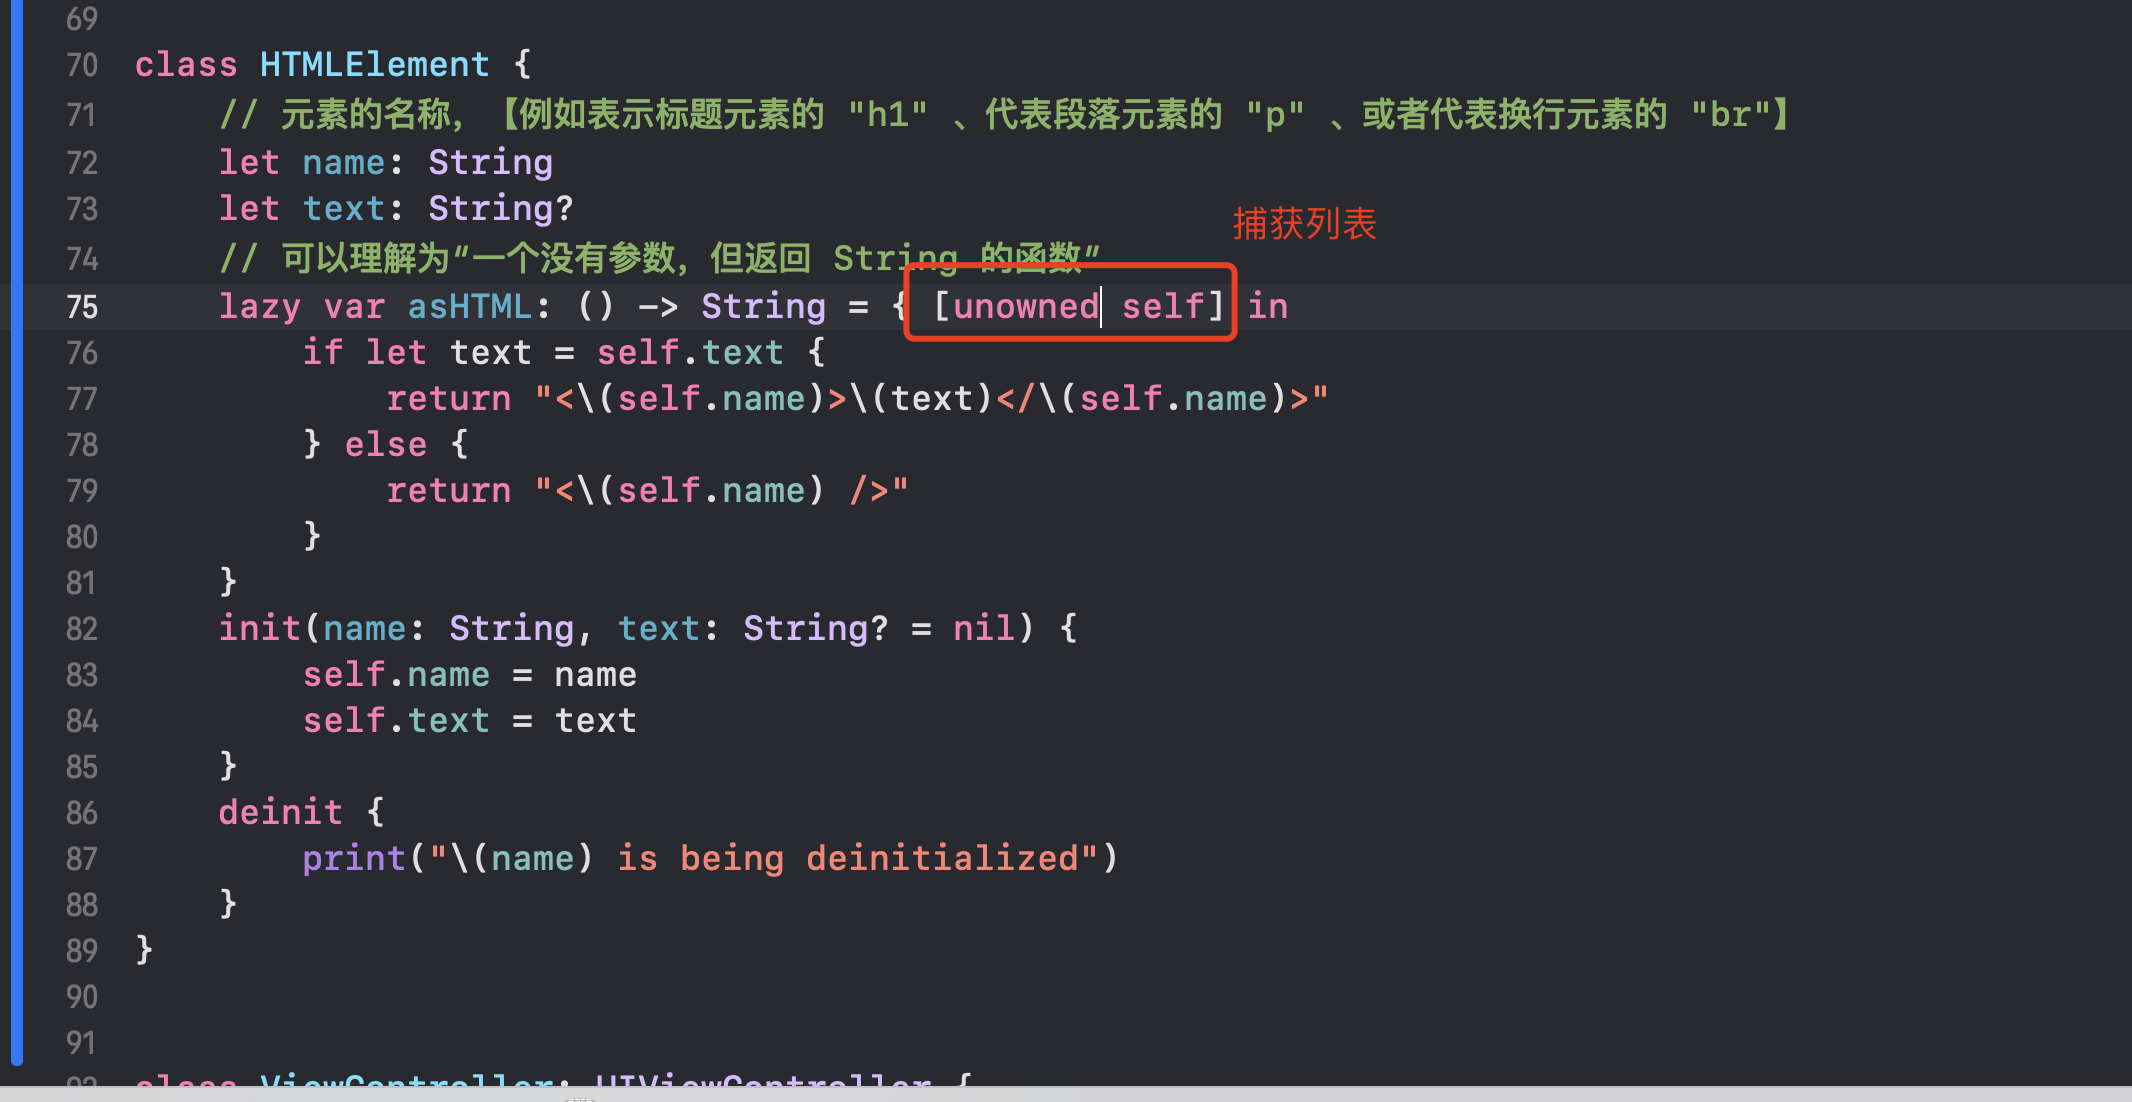 69
70 class HTMLElement {
71 // 元素的名称，【例如表示标题元素的 "h1" 、代表段落元素的 "p" 、或者代表换行元素的 "br"】
72 let name: String
73 let text: String?
捕获列表
74 // 可以理解为“一个没有参数，但返回 String 的函数”
75 lazy var asHTML: () -> String = { [unowned self] in
76 if let text = self.text {
77 return "<\(self.name)>\(text)</\(self.name)>"
78 } else {
79 return "<\(self.name) />"
80 }
81 }
82 init(name: String, text: String? = nil) {
83 self.name = name
84 self.text = text
85 }
86 deinit {
87 print("\(name) is being deinitialized")
88 }
89 }
90
91
92 class ViewController: UIViewController {